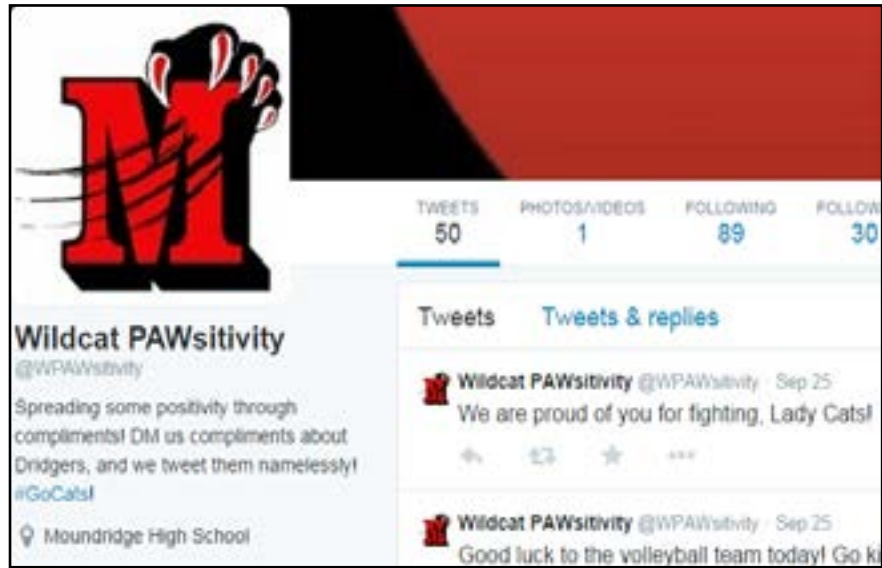 M
TWEETS PHOTOS/VIDEOS FOLLOWING FOLLOW
50 1 89 30
Wildcat PAWsitivity
@WPAWsitivity
Spreading some positivity through
compliments! DM us compliments about
Dridgers, and we tweet them namelessly!
#GoCats!
Moundridge High School
Tweets Tweets & replies
Wildcat PAWsitivity @WPAWsitivity · Sep 25
We are proud of you for fighting, Lady Cats!
Wildcat PAWsitivity @WPAWsitivity · Sep 25
Good luck to the volleyball team today! Go ki